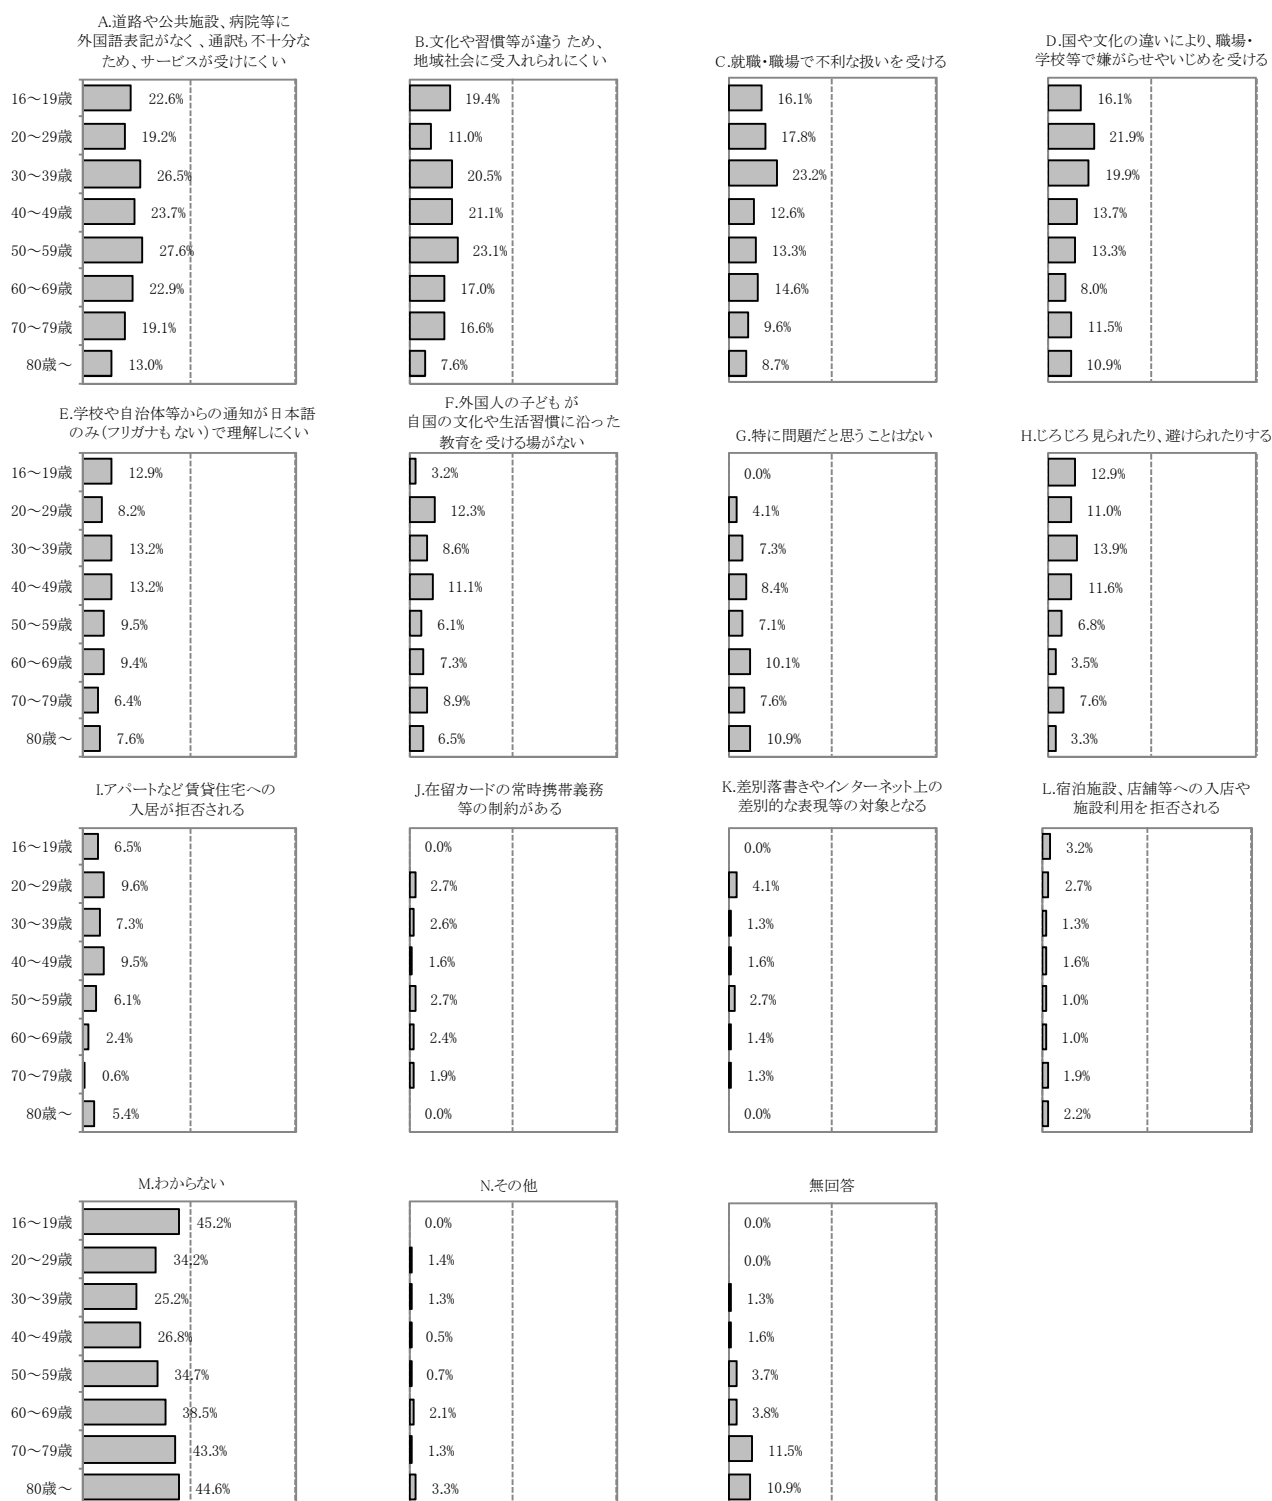 A.道路や公共施設、病院等に
外国語表記がなく、通訳も不十分な
ため、サービスが受けにくい
16～19歳 22.6%
20～29歳 19.2%
30～39歳 26.5%
40～49歳 23.7%
50～59歳 27.6%
60～69歳 22.9%
70～79歳 19.1%
80歳～ 13.0%
B.文化や習慣等が違うため、
地域社会に受入れられにくい
19.4%
11.0%
20.5%
21.1%
23.1%
17.0%
16.6%
7.6%
C.就職・職場で不利な扱いを受ける
16.1%
17.8%
23.2%
12.6%
13.3%
14.6%
9.6%
8.7%
D.国や文化の違いにより、職場・
学校等で嫌がらせやいじめを受ける
16.1%
21.9%
19.9%
13.7%
13.3%
8.0%
11.5%
10.9%
E.学校や自治体等からの通知が日本語
のみ(フリガナもない)で理解しにくい
16～19歳 12.9%
20～29歳 8.2%
30～39歳 13.2%
40～49歳 13.2%
50～59歳 9.5%
60～69歳 9.4%
70～79歳 6.4%
80歳～ 7.6%
F.外国人の子どもが
自国の文化や生活習慣に沿った
教育を受ける場がない
3.2%
12.3%
8.6%
11.1%
6.1%
7.3%
8.9%
6.5%
G.特に問題だと思うことはない
0.0%
4.1%
7.3%
8.4%
7.1%
10.1%
7.6%
10.9%
H.じろじろ見られたり、避けられたりする
12.9%
11.0%
13.9%
11.6%
6.8%
3.5%
7.6%
3.3%
I.アパートなど賃貸住宅への
入居が拒否される
16～19歳 6.5%
20～29歳 9.6%
30～39歳 7.3%
40～49歳 9.5%
50～59歳 6.1%
60～69歳 2.4%
70～79歳 0.6%
80歳～ 5.4%
J.在留カードの常時携帯義務
等の制約がある
0.0%
2.7%
2.6%
1.6%
2.7%
2.4%
1.9%
0.0%
K.差別落書きやインターネット上の
差別的な表現等の対象となる
0.0%
4.1%
1.3%
1.6%
2.7%
1.4%
1.3%
0.0%
L.宿泊施設、店舗等への入店や
施設利用を拒否される
3.2%
2.7%
1.3%
1.6%
1.0%
1.0%
1.9%
2.2%
M.わからない
16～19歳 45.2%
20～29歳 34.2%
30～39歳 25.2%
40～49歳 26.8%
50～59歳 34.7%
60～69歳 38.5%
70～79歳 43.3%
80歳～ 44.6%
N.その他
0.0%
1.4%
1.3%
0.5%
0.7%
2.1%
1.3%
3.3%
無回答
0.0%
0.0%
1.3%
1.6%
3.7%
3.8%
11.5%
10.9%